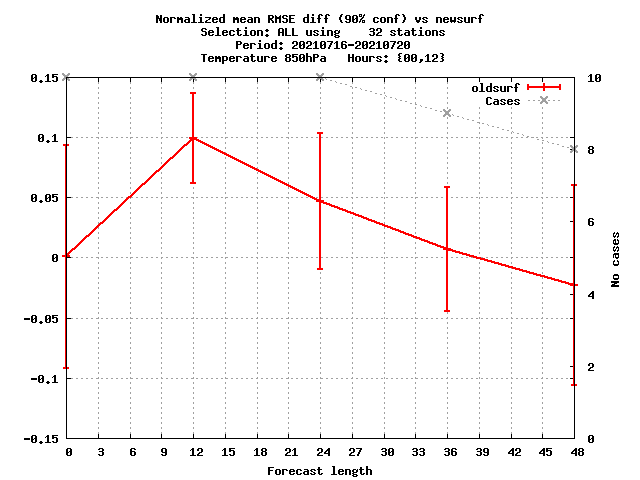 Normalized mean RMSE diff (90% conf) vs newsurf
Selection: ALL using    32 stations
Period: 20210716-20210720
Temperature 850hPa   Hours: {00,12}
0.15
0.1
0.05
0
-0.05
-0.1
-0.15
oldsurf
Cases
10
8
6
4
2
0
No cases
0 3 6 9 12 15 18 21 24 27 30 33 36 39 42 45 48
Forecast length